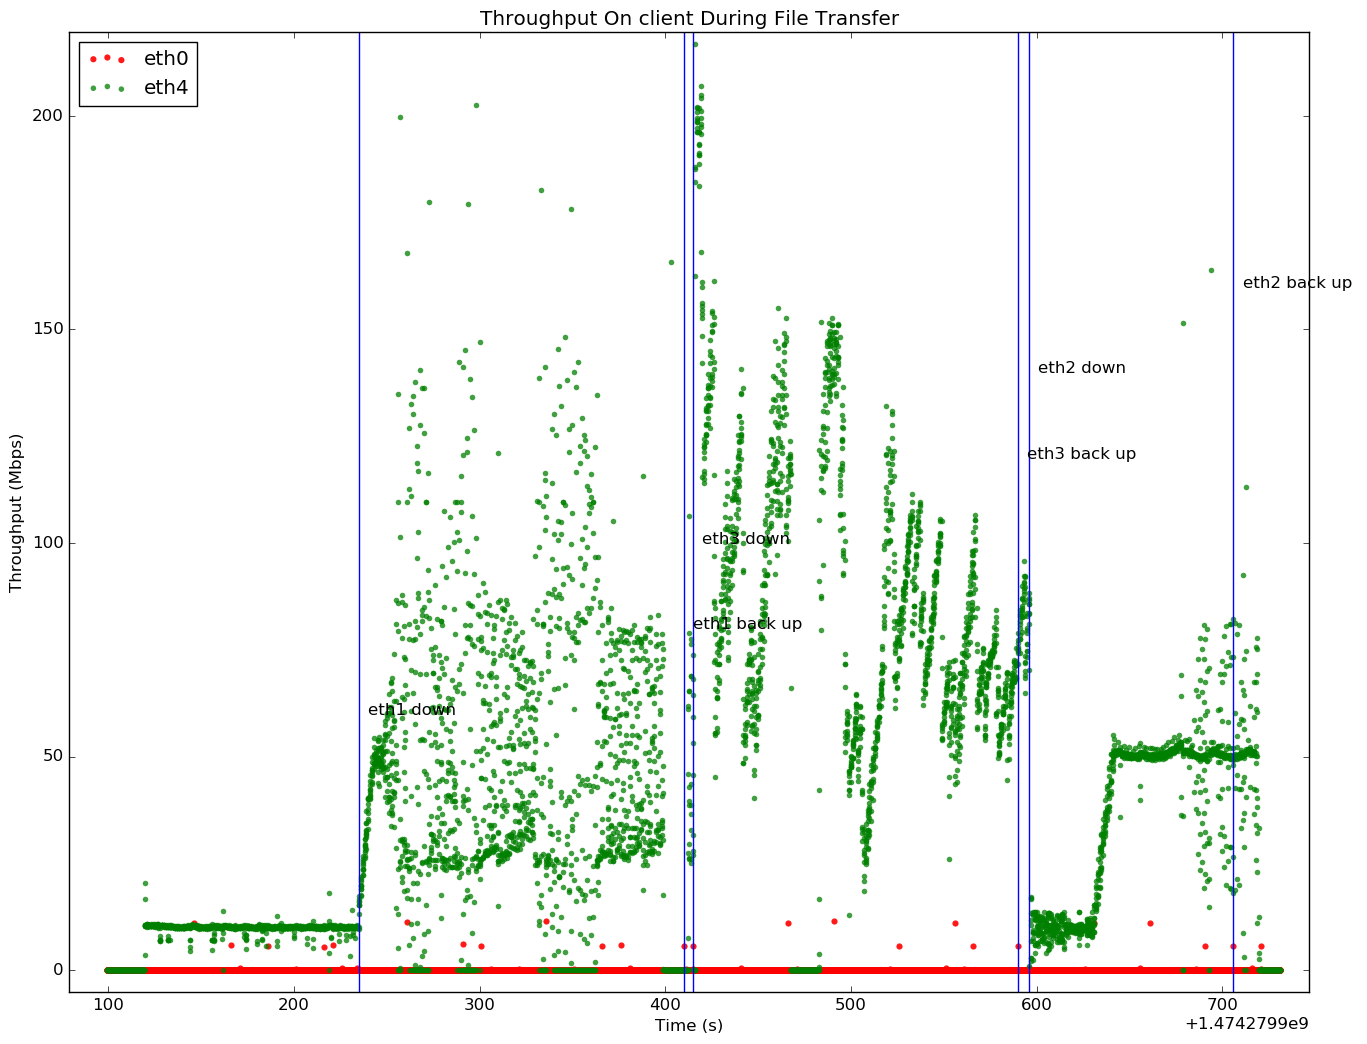 Throughput On client During File Transfer
eth0
eth4
200
150
100
50
0
Throughput (Mbps)
eth2 back up
eth2 down
eth3 back up
eth3 down
eth1 back up
eth1 down
100
200
300
400
500
600
700
Time (s)
+1.4742799e9